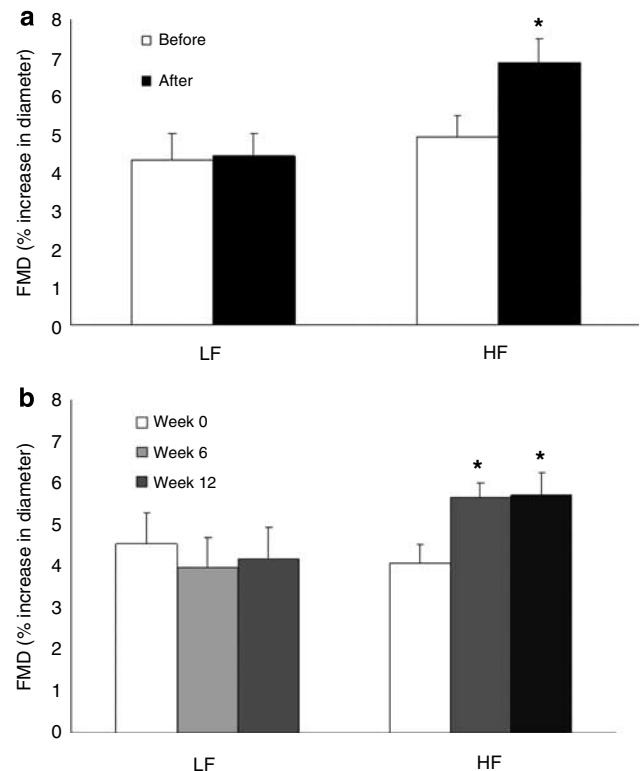 a
8
7
6
5
4
3
2
1
0
FMD (% increase in diameter)
Before
After
*
LF
HF
b
8
7
6
5
4
3
2
1
0
FMD (% increase in diameter)
Week 0
Week 6
Week 12
* *
LF
HF